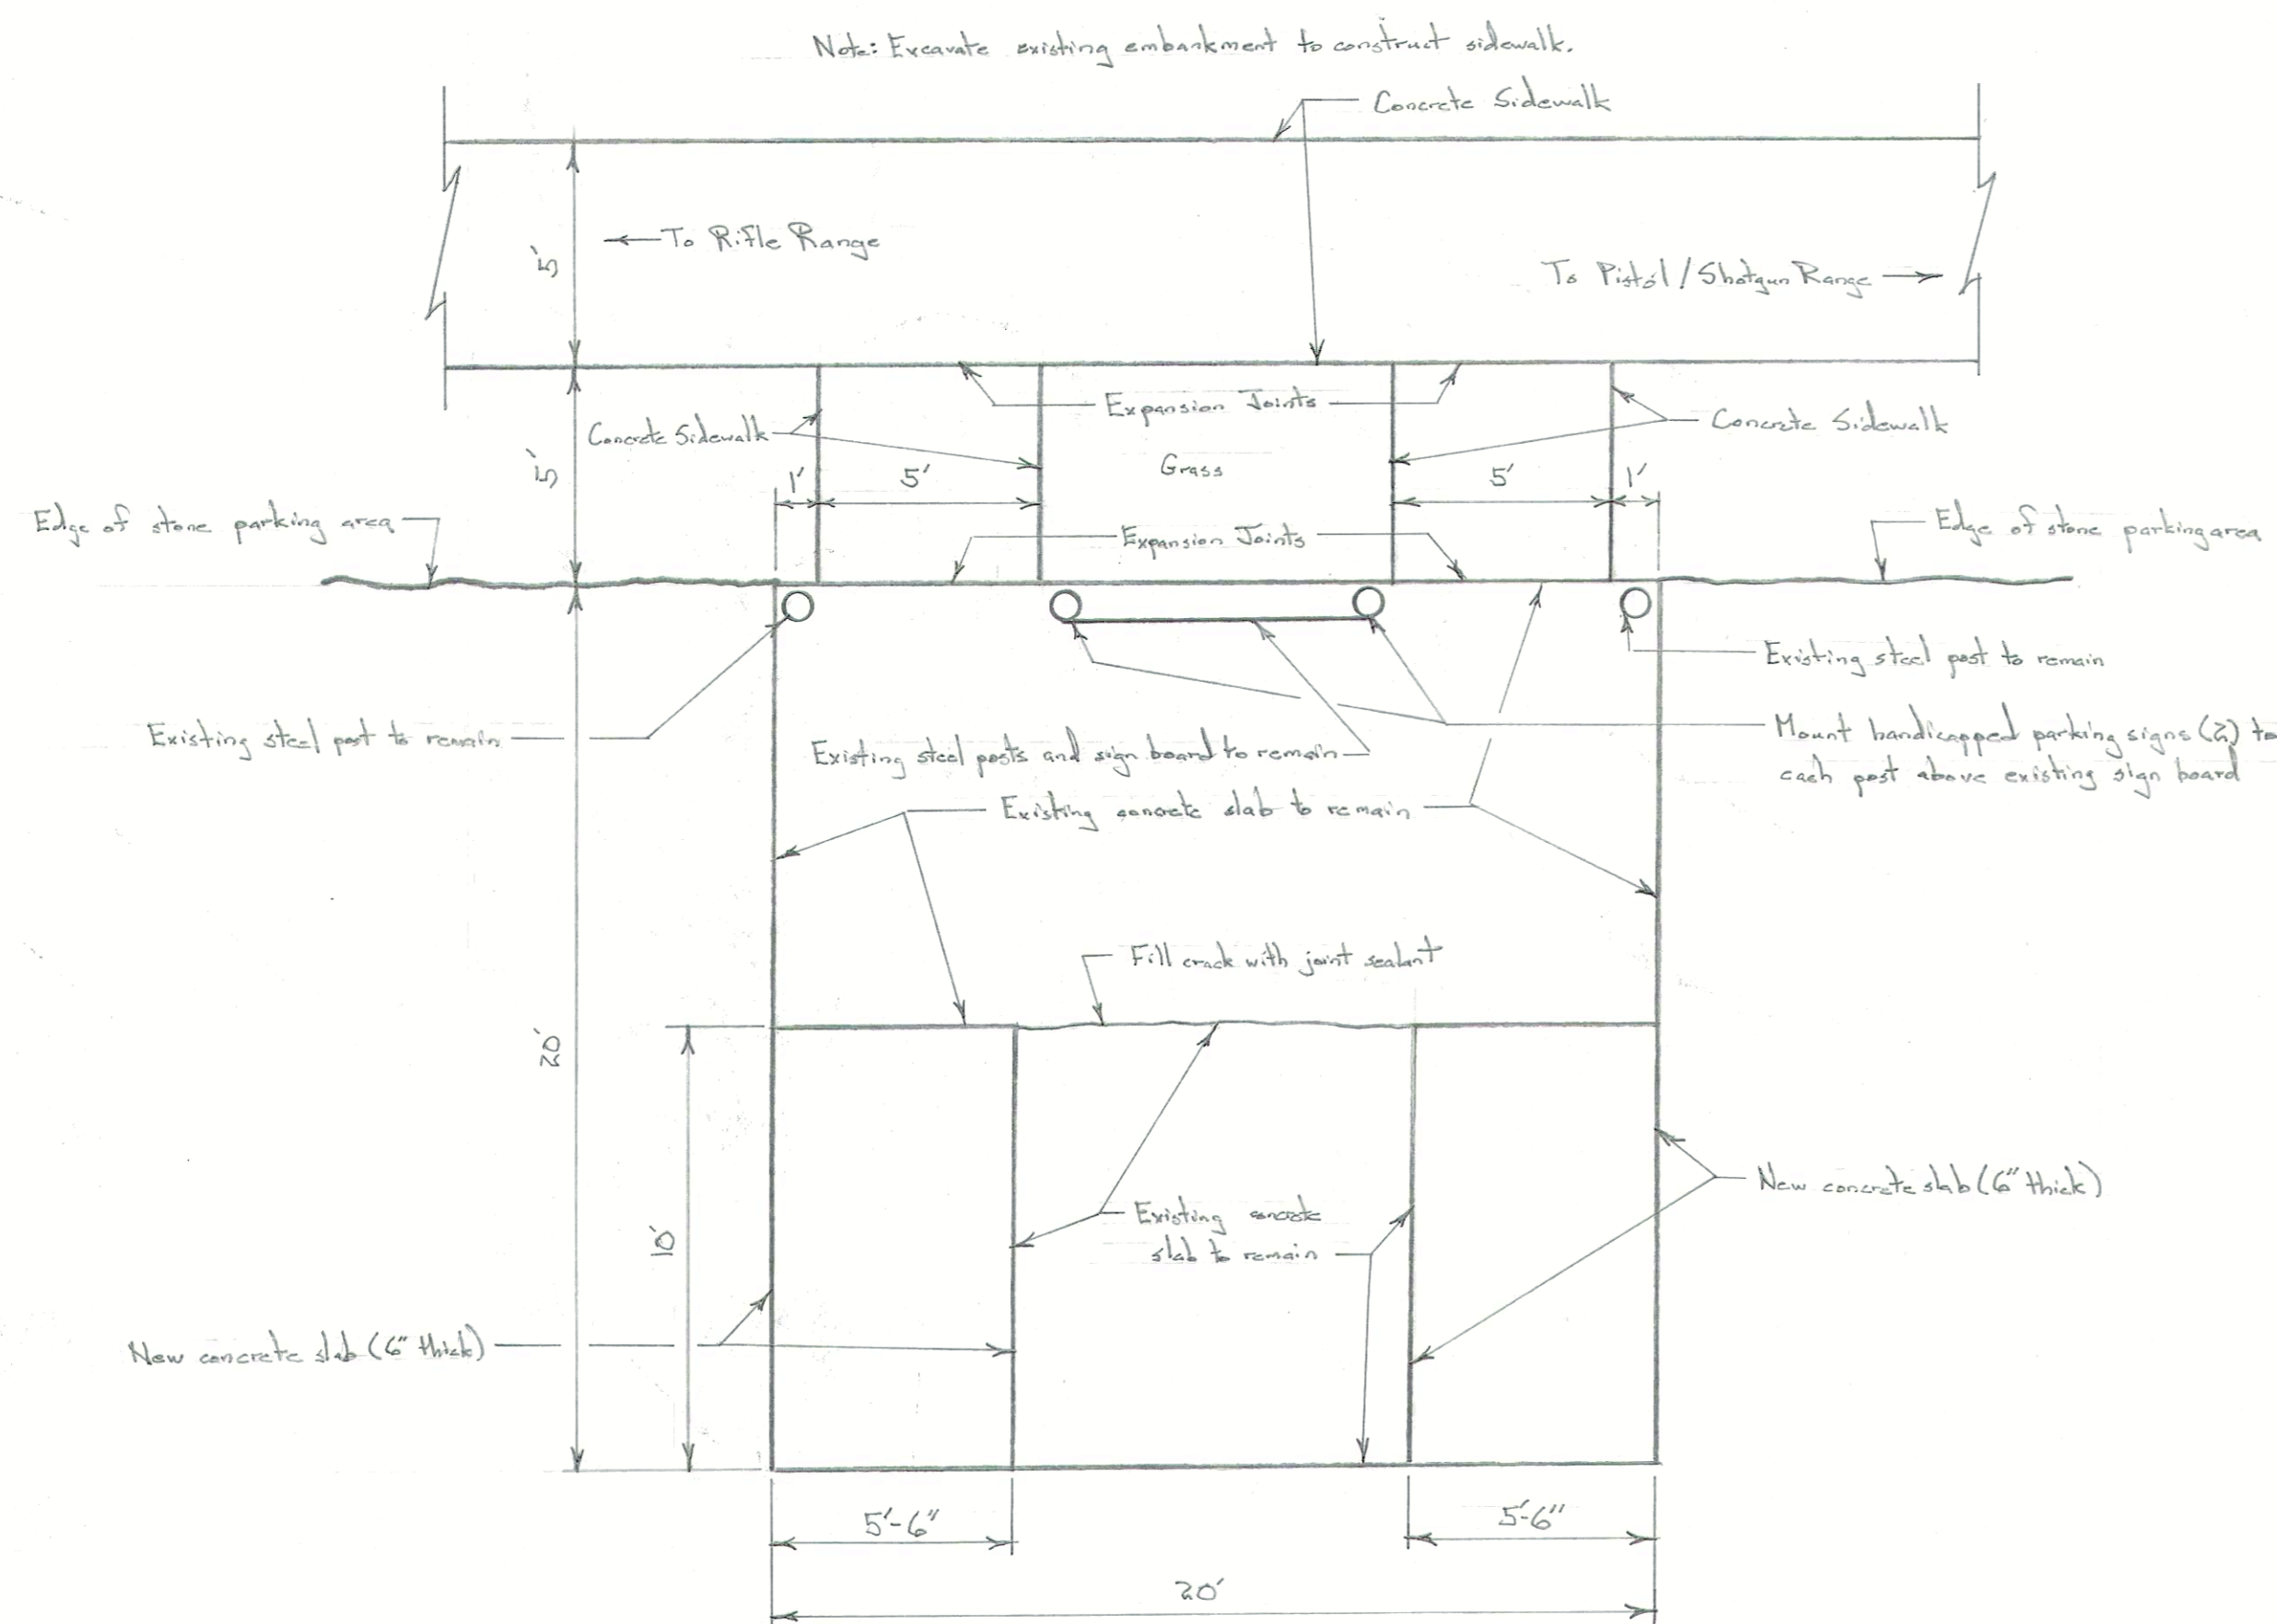 Note: Excavate existing embankment to construct sidewalk.
Concrete Sidewalk
To Rifle Range
5'
To Pistol / Shotgun Range
Expansion Joints
Concrete Sidewalk
Concrete Sidewalk
Grass
5'
1'
5'
5'
1'
Edge of stone parking area
Expansion Joints
Edge of stone parking area
Existing steel post to remain
Existing steel post to remain
Mount handicapped parking signs (2) to
each post above existing sign board
Existing steel posts and sign board to remain
Existing concrete slab to remain
Fill crack with joint sealant
20'
10'
New concrete slab (6" thick)
Existing concrete
slab to remain
New concrete slab (6" thick)
5'-6"
5'-6"
20'